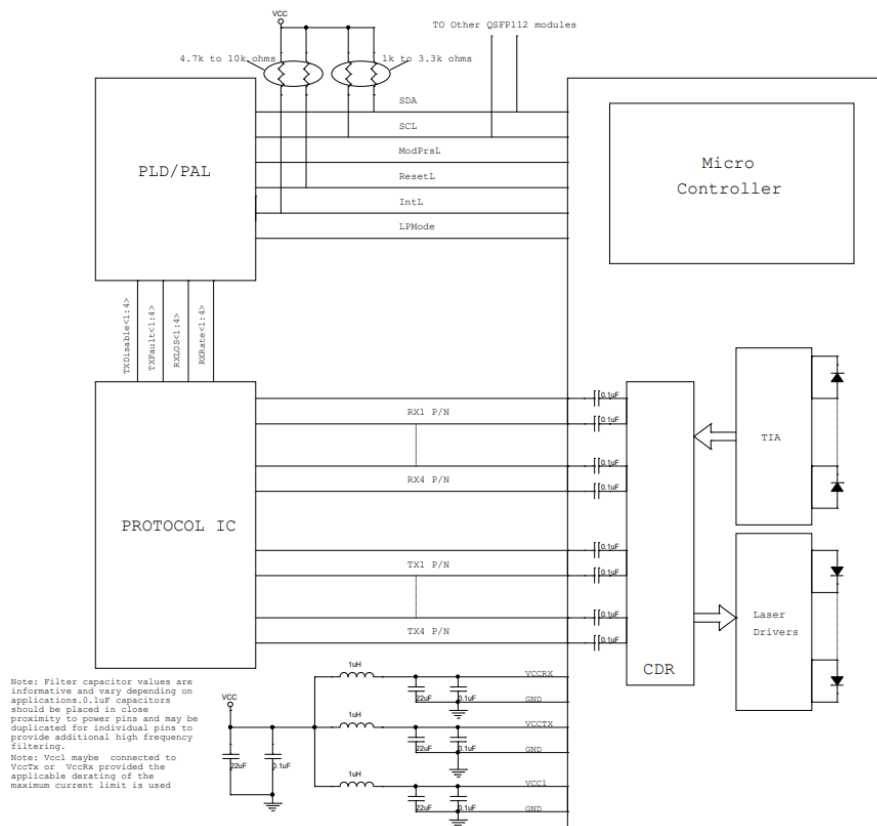 VCC
TO Other QSFP112 modules
4.7k to 10k ohms
1k to 3.3k ohms
SDA
SCL
ModPrsL
ResetL
IntL
LPMode
PLD/PAL
Micro
Controller
TXDisable<1:4>
TXFault<1:4>
RXLOS<1:4>
RXRate<1:4>
PROTOCOL IC
RX1 P/N
RX4 P/N
TX1 P/N
TX4 P/N
0.1uF
0.1uF
0.1uF
0.1uF
0.1uF
0.1uF
0.1uF
0.1uF
CDR
TIA
Laser
Drivers
Note: Filter capacitor values are
informative and vary depending on
applications.0.1uF capacitors
should be placed in close
proximity to power pins and may be
duplicated for individual pins to
provide additional high frequency
filtering.
Note: Vcc1 maybe connected to
VccTx or VccRx provided the
applicable derating of the
maximum current limit is used
VCC
22uF
0.1uF
1uH
VCCRX
22uF
0.1uF
GND
1uH
VCCTX
22uF
0.1uF
GND
1uH
VCC1
22uF
0.1uF
GND